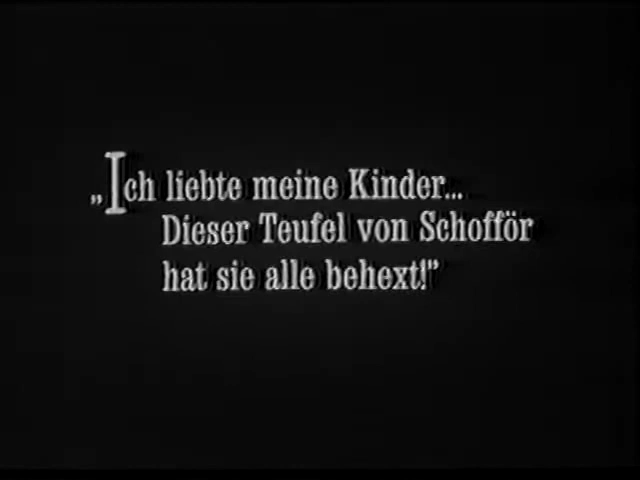 „Ich liebte meine Kinder...
Dieser Teufel von Schofför
hat sie alle behext!”